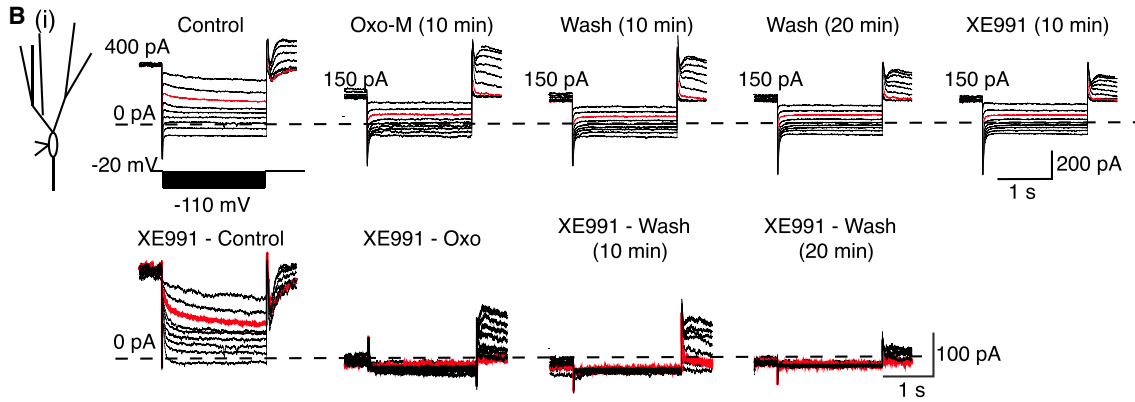 B (i)
Control
Oxo-M (10 min)
Wash (10 min)
Wash (20 min)
XE991 (10 min)
400 pA
150 pA
150 pA
150 pA
150 pA
0 pA
-20 mV
-110 mV
200 pA
1 s
XE991 - Control
XE991 - Oxo
XE991 - Wash
(10 min)
XE991 - Wash
(20 min)
0 pA
100 pA
1 s